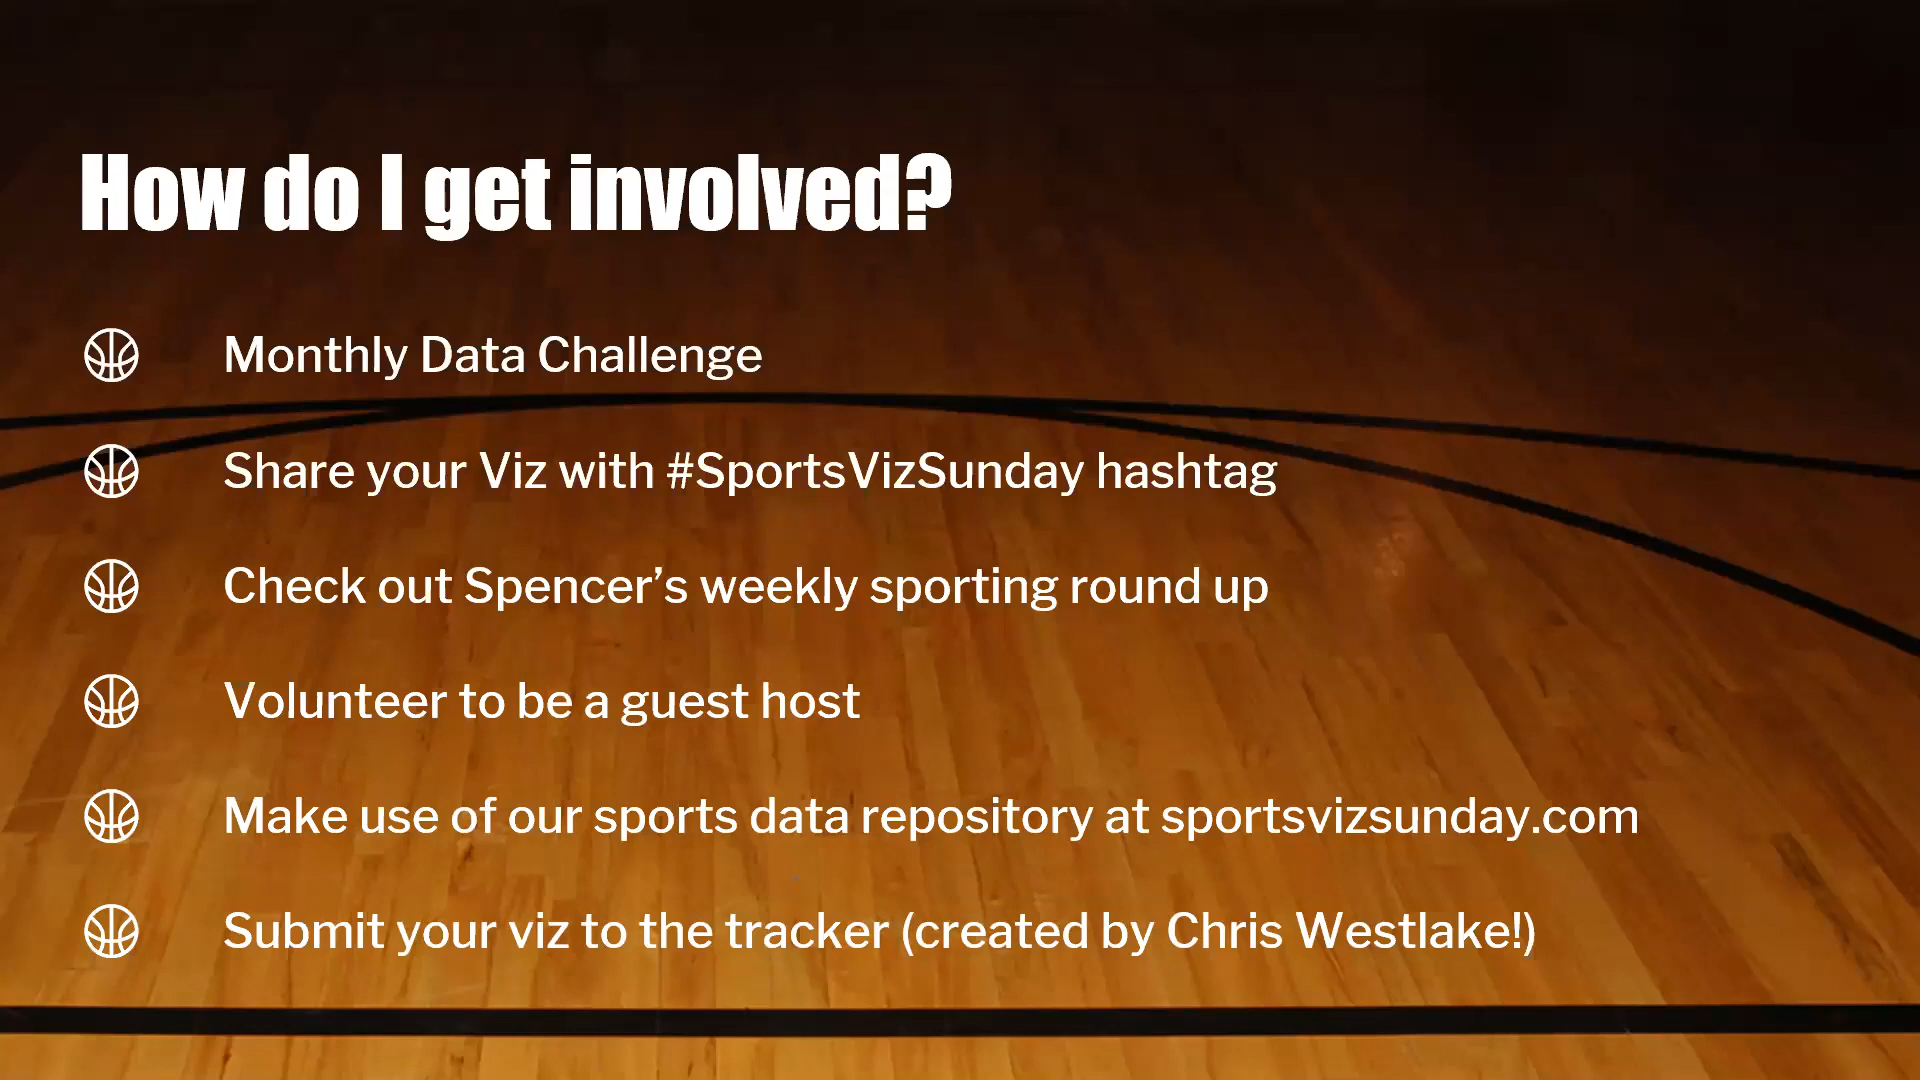 How do I get involved?
Monthly Data Challenge
Share your Viz with #SportsVizSunday hashtag
Check out Spencer’s weekly sporting round up
Volunteer to be a guest host
Make use of our sports data repository at sportsvizsunday.com
Submit your viz to the tracker (created by Chris Westlake!)